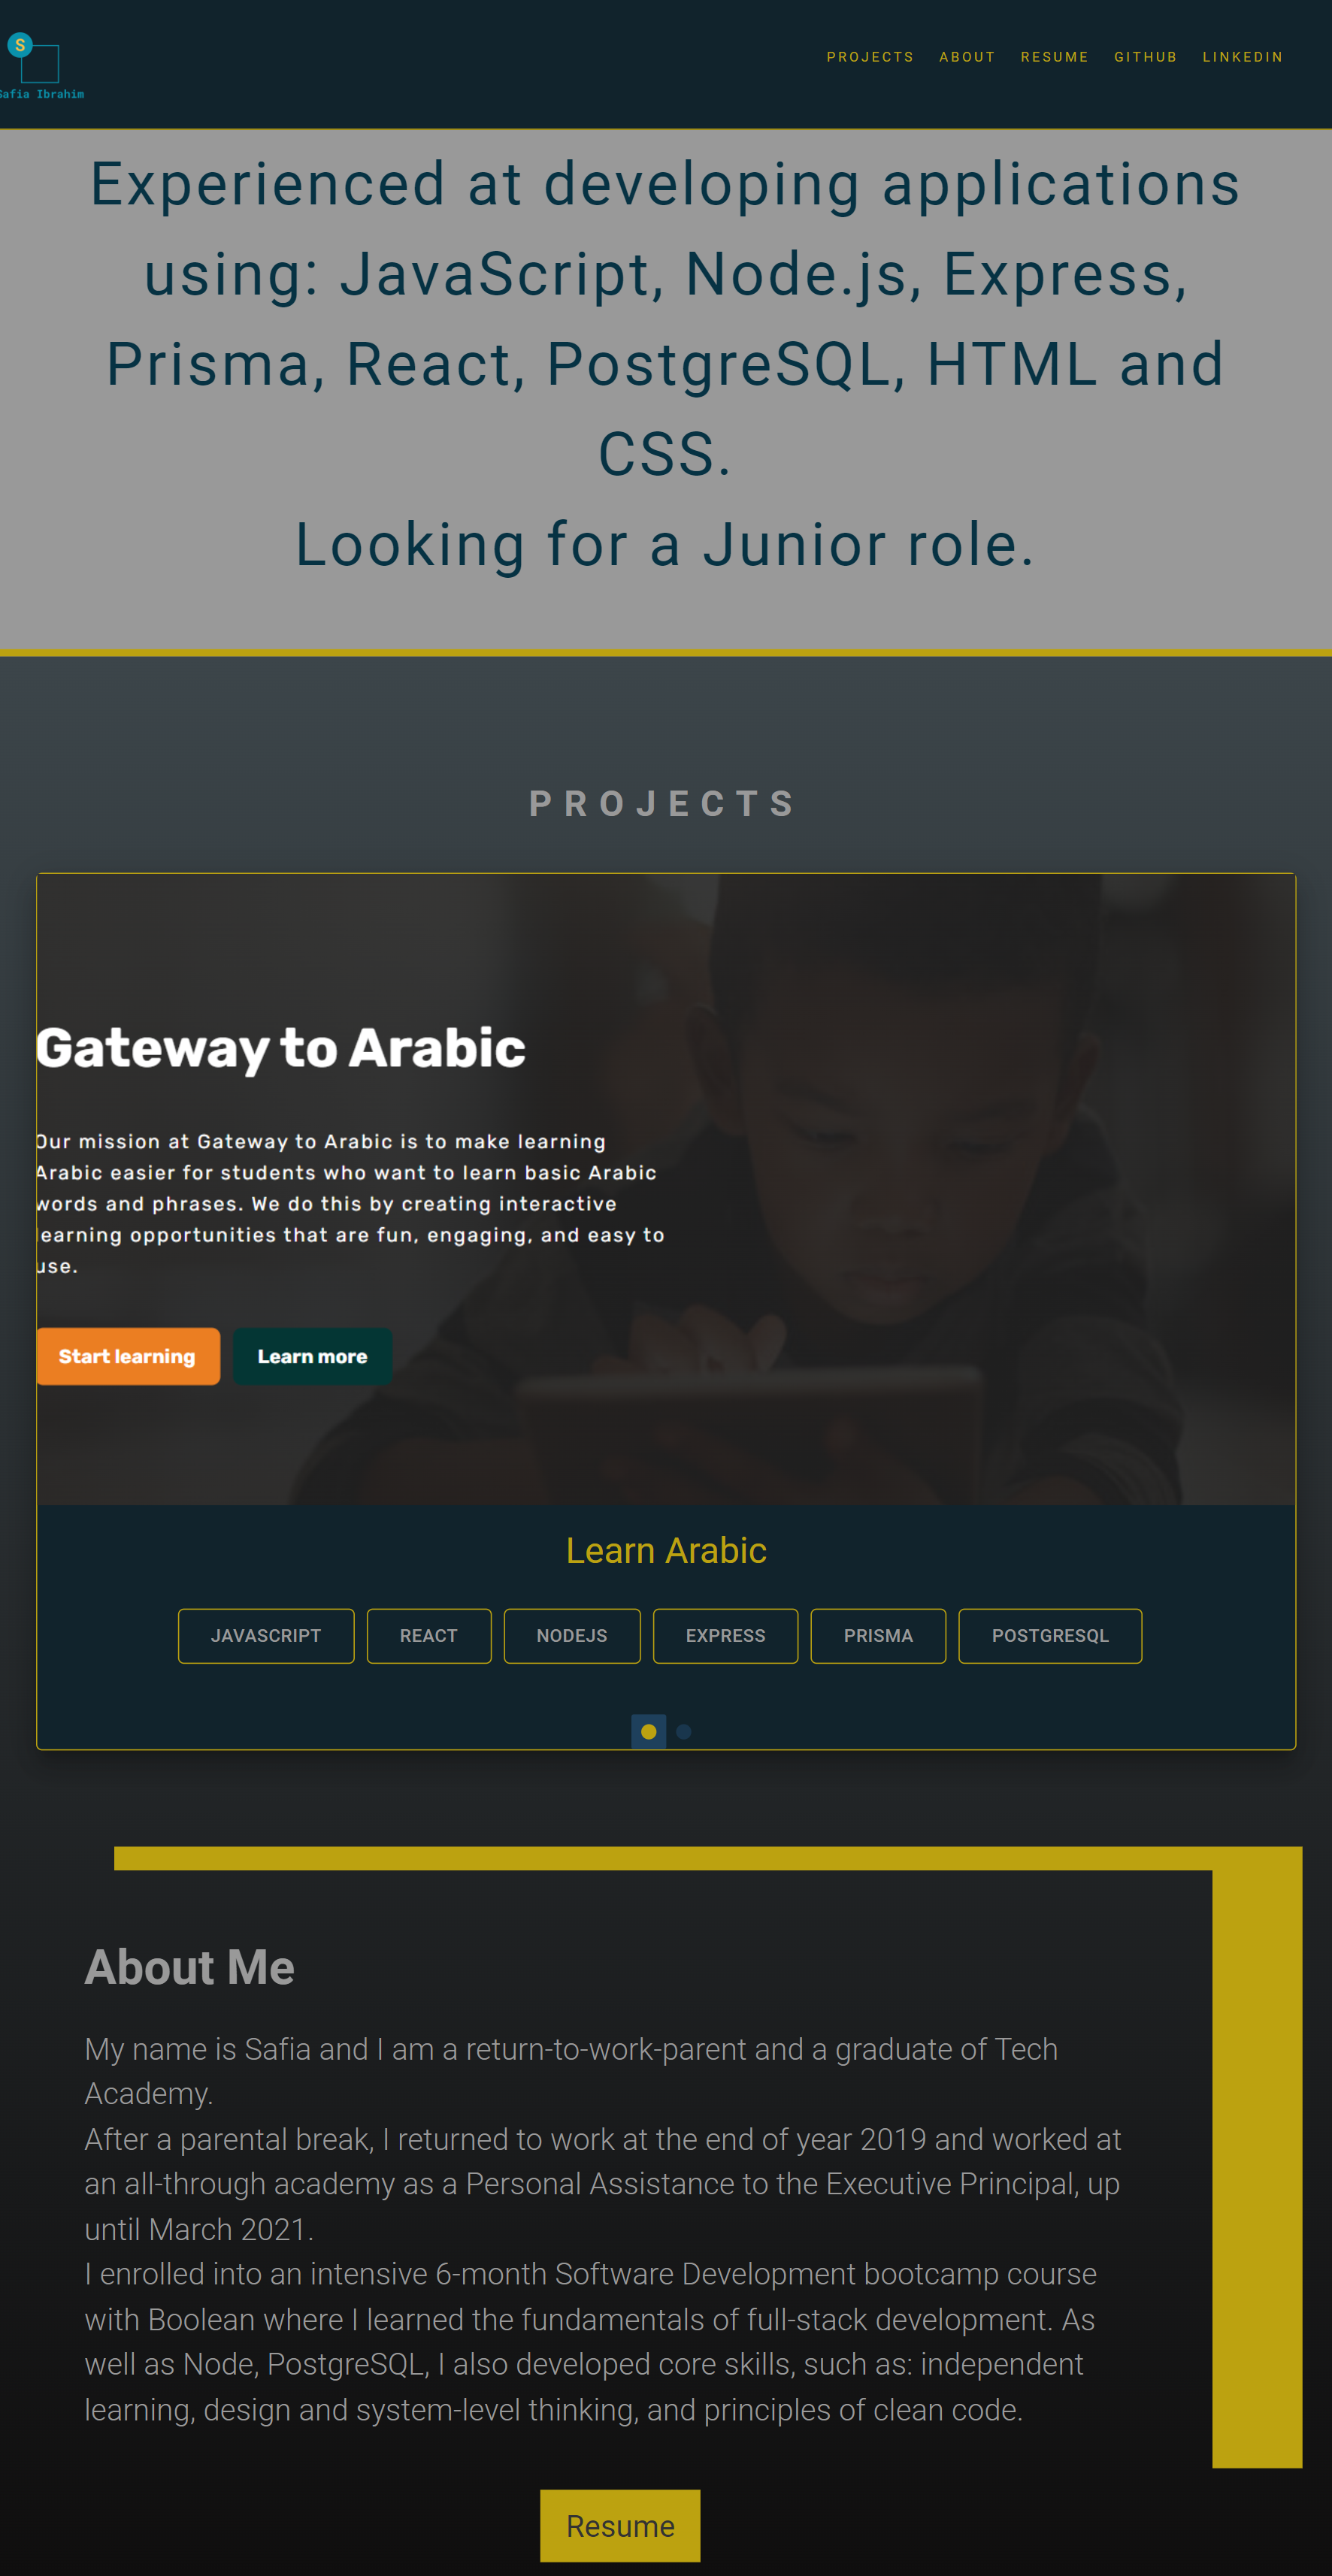 S
Safia Ibrahim
PROJECTS ABOUT RESUME GITHUB LINKEDIN
Experienced at developing applications
using: JavaScript, Node.js, Express,
Prisma, React, PostgreSQL, HTML and
CSS.
Looking for a Junior role.
PROJECTS
Gateway to Arabic
Our mission at Gateway to Arabic is to make learning
Arabic easier for students who want to learn basic Arabic
words and phrases. We do this by creating interactive
learning opportunities that are fun, engaging, and easy to
use.
Start learning Learn more
Learn Arabic
JAVASCRIPT REACT NODEJS EXPRESS PRISMA POSTGRESQL
About Me
My name is Safia and I am a return-to-work-parent and a graduate of Tech
Academy.
After a parental break, I returned to work at the end of year 2019 and worked at
an all-through academy as a Personal Assistance to the Executive Principal, up
until March 2021.
I enrolled into an intensive 6-month Software Development bootcamp course
with Boolean where I learned the fundamentals of full-stack development. As
well as Node, PostgreSQL, I also developed core skills, such as: independent
learning, design and system-level thinking, and principles of clean code.
Resume